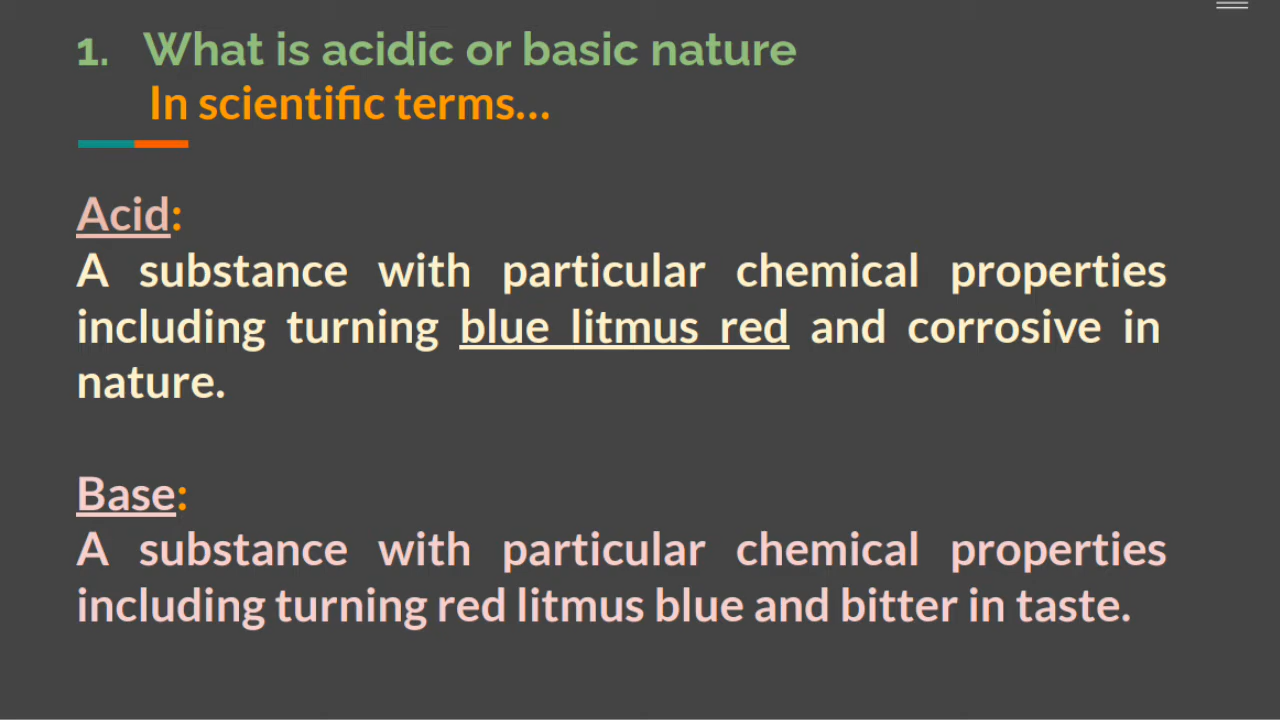 1. What is acidic or basic nature
In scientific terms...
Acid:
A substance with particular chemical properties
including turning blue litmus red and corrosive in
nature.
Base:
A substance with particular chemical properties
including turning red litmus blue and bitter in taste.